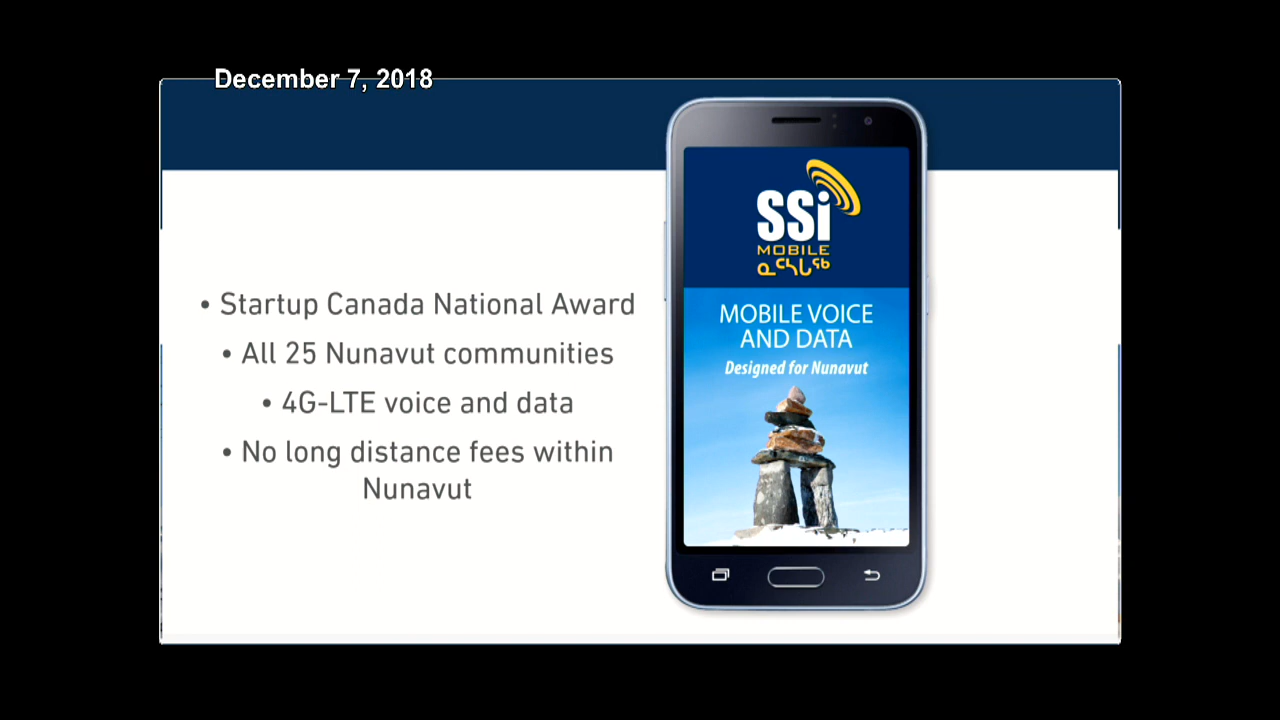 December 7, 2018
• Startup Canada National Award
• All 25 Nunavut communities
• 4G-LTE voice and data
• No long distance fees within
Nunavut
SSi
MOBILE
ᓇᑦᓴᖅ
MOBILE VOICE
AND DATA
Designed for Nunavut